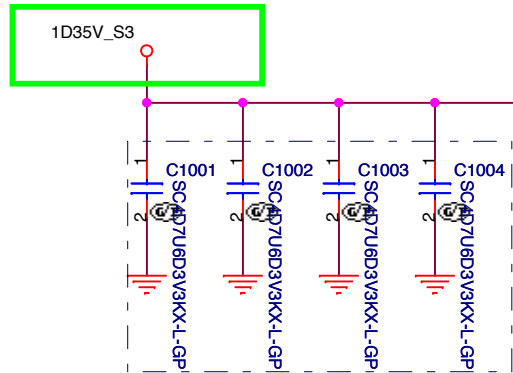 1D35V_S3
1
C1001
2
SC4D7U6D3V3KX-L-GP
1
C1002
2
SC4D7U6D3V3KX-L-GP
1
C1003
2
SC4D7U6D3V3KX-L-GP
1
C1004
2
SC4D7U6D3V3KX-L-GP